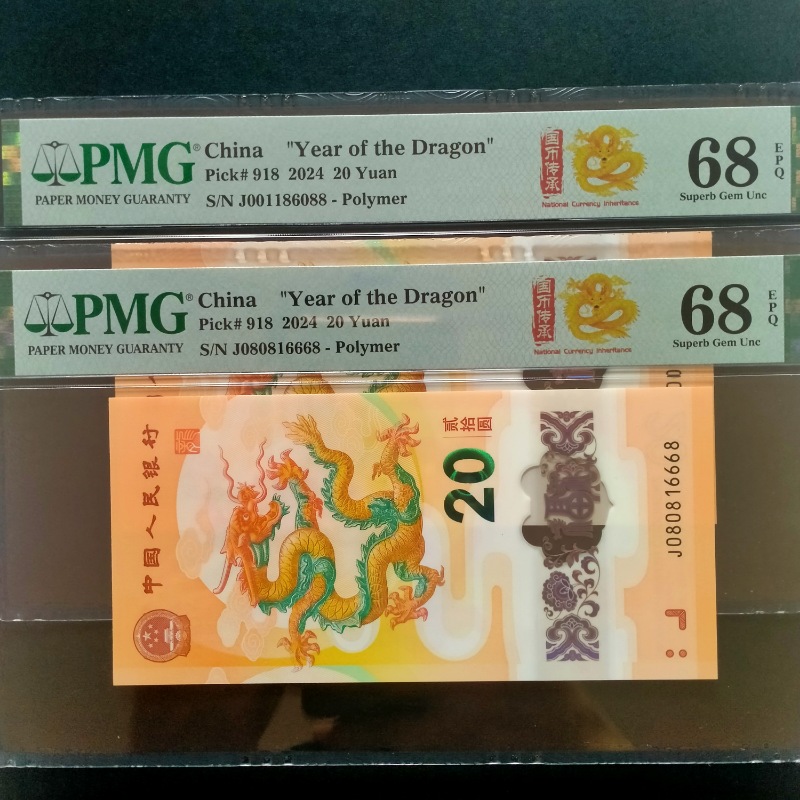 PMG®
PAPER MONEY GUARANTY
China "Year of the Dragon"
Pick# 918 2024 20 Yuan
S/N J001186088 - Polymer
国币传承
National Currency Inheritance
68
EPQ
Superb Gem Unc
PMG®
PAPER MONEY GUARANTY
China "Year of the Dragon"
Pick# 918 2024 20 Yuan
S/N J080816668 - Polymer
国币传承
National Currency Inheritance
68
EPQ
Superb Gem Unc
中国人民银行
贰拾圆
20
J080816668